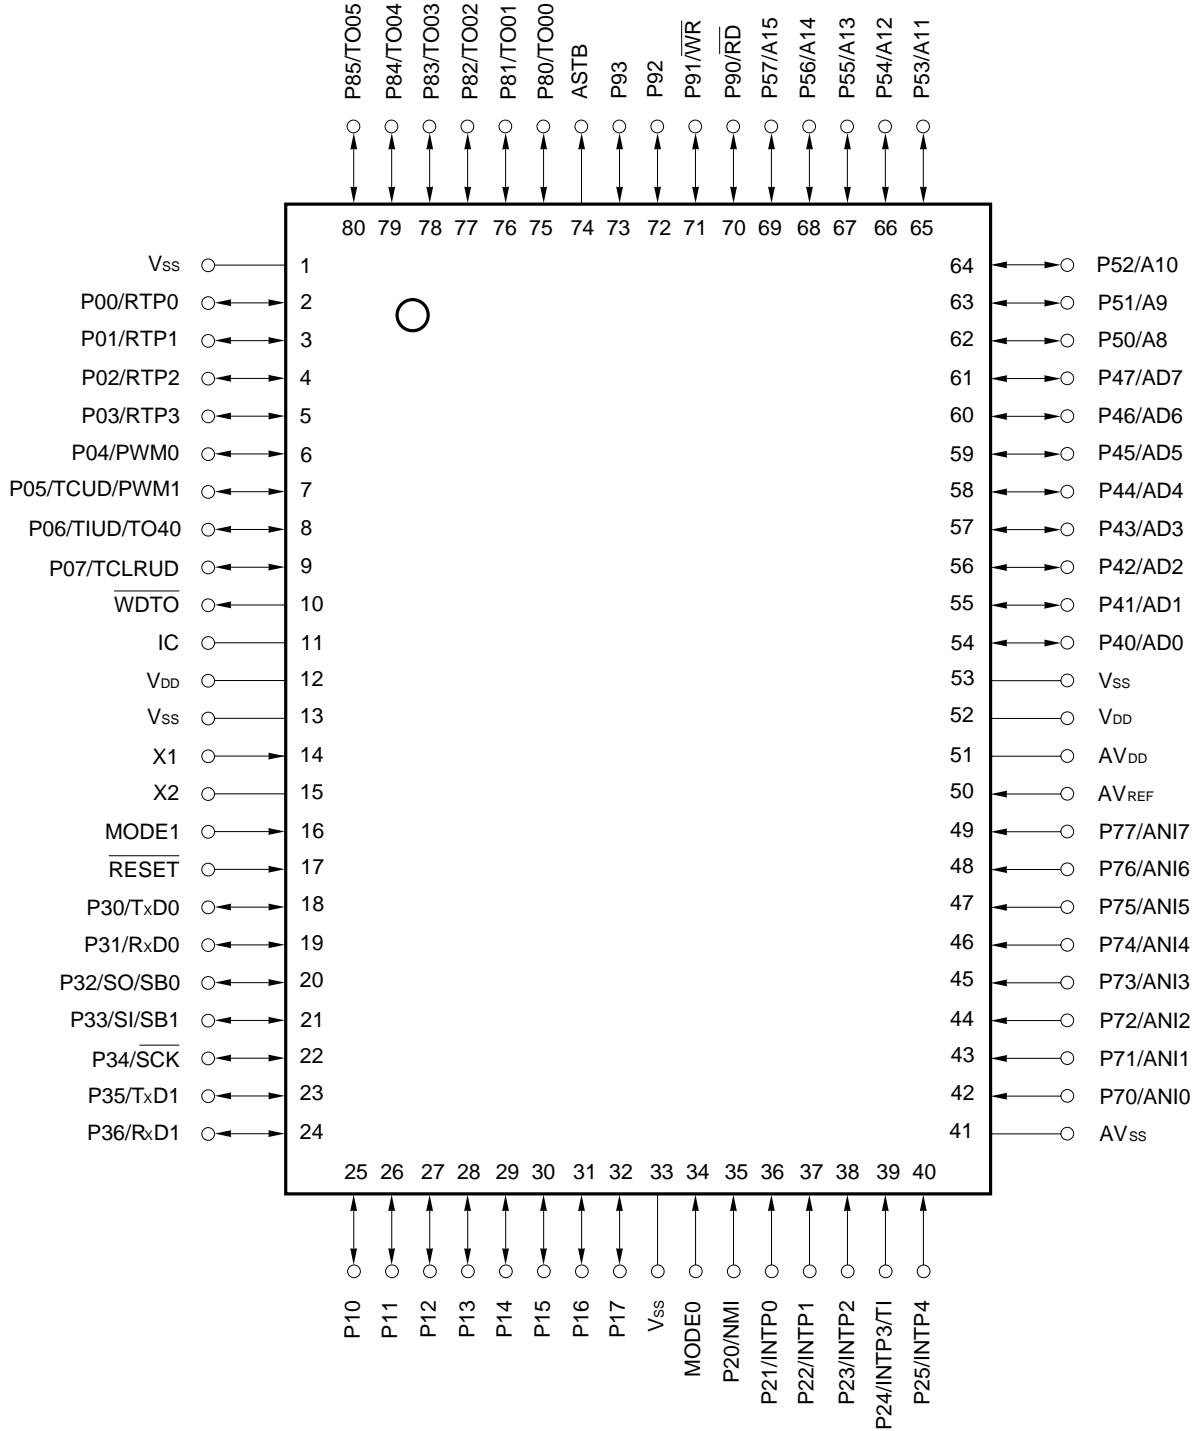 P85/TO05
P84/TO04
P83/TO03
P82/TO02
P81/TO01
P80/TO00
ASTB
P93
P92
P91/WR
P90/RD
P57/A15
P56/A14
P55/A13
P54/A12
P53/A11
80 79 78 77 76 75 74 73 72 71 70 69 68 67 66 65
VSS 1 64 P52/A10
P00/RTP0 2 63 P51/A9
P01/RTP1 3 62 P50/A8
P02/RTP2 4 61 P47/AD7
P03/RTP3 5 60 P46/AD6
P04/PWM0 6 59 P45/AD5
P05/TCUD/PWM1 7 58 P44/AD4
P06/TIUD/TO40 8 57 P43/AD3
P07/TCLRUD 9 56 P42/AD2
WDTO 10 55 P41/AD1
IC 11 54 P40/AD0
VDD 12 53 VSS
VSS 13 52 VDD
X1 14 51 AVDD
X2 15 50 AVREF
MODE1 16 49 P77/ANI7
RESET 17 48 P76/ANI6
P30/TxD0 18 47 P75/ANI5
P31/RxD0 19 46 P74/ANI4
P32/SO/SB0 20 45 P73/ANI3
P33/SI/SB1 21 44 P72/ANI2
P34/SCK 22 43 P71/ANI1
P35/TxD1 23 42 P70/ANI0
P36/RxD1 24 41 AVSS
25 26 27 28 29 30 31 32 33 34 35 36 37 38 39 40
P10
P11
P12
P13
P14
P15
P16
P17
VSS
MODE0
P20/NMI
P21/INTP0
P22/INTP1
P23/INTP2
P24/INTP3/TI
P25/INTP4